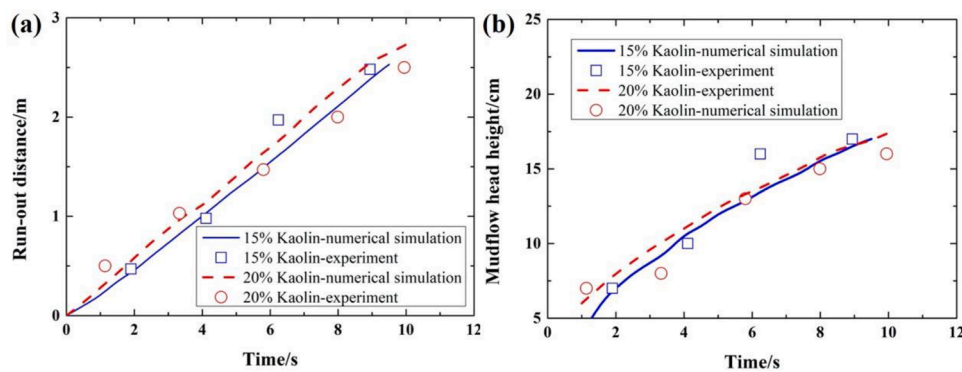 (a)
Run-out distance/m
3
2
1
0
15% Kaolin-numerical simulation
15% Kaolin-experiment
20% Kaolin-numerical simulation
20% Kaolin-experiment
0 2 4 6 8 10 12
Time/s
(b)
Mudflow head height/cm
25
20
15
10
5
15% Kaolin-numerical simulation
15% Kaolin-experiment
20% Kaolin-experiment
20% Kaolin-numerical simulation
2 4 6 8 10 12
Time/s